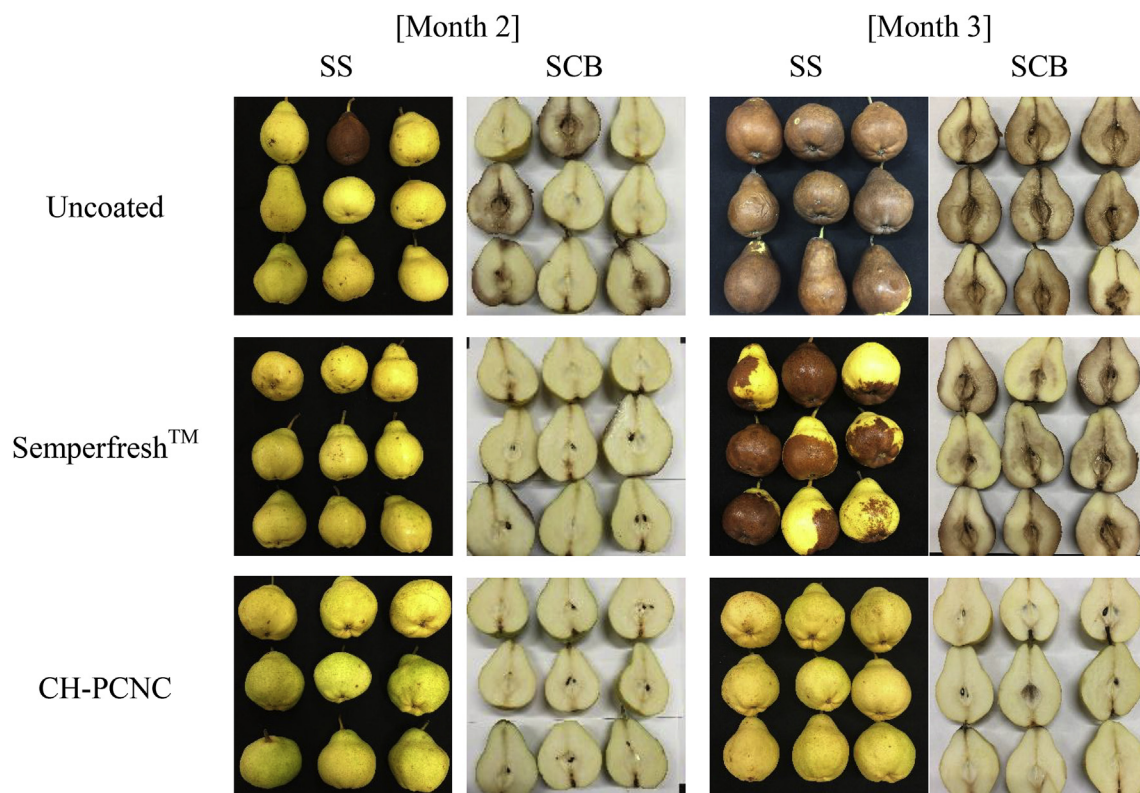 [Month 2] [Month 3]
SS SCB SS SCB
Uncoated
Semperfresh™
CH-PCNC